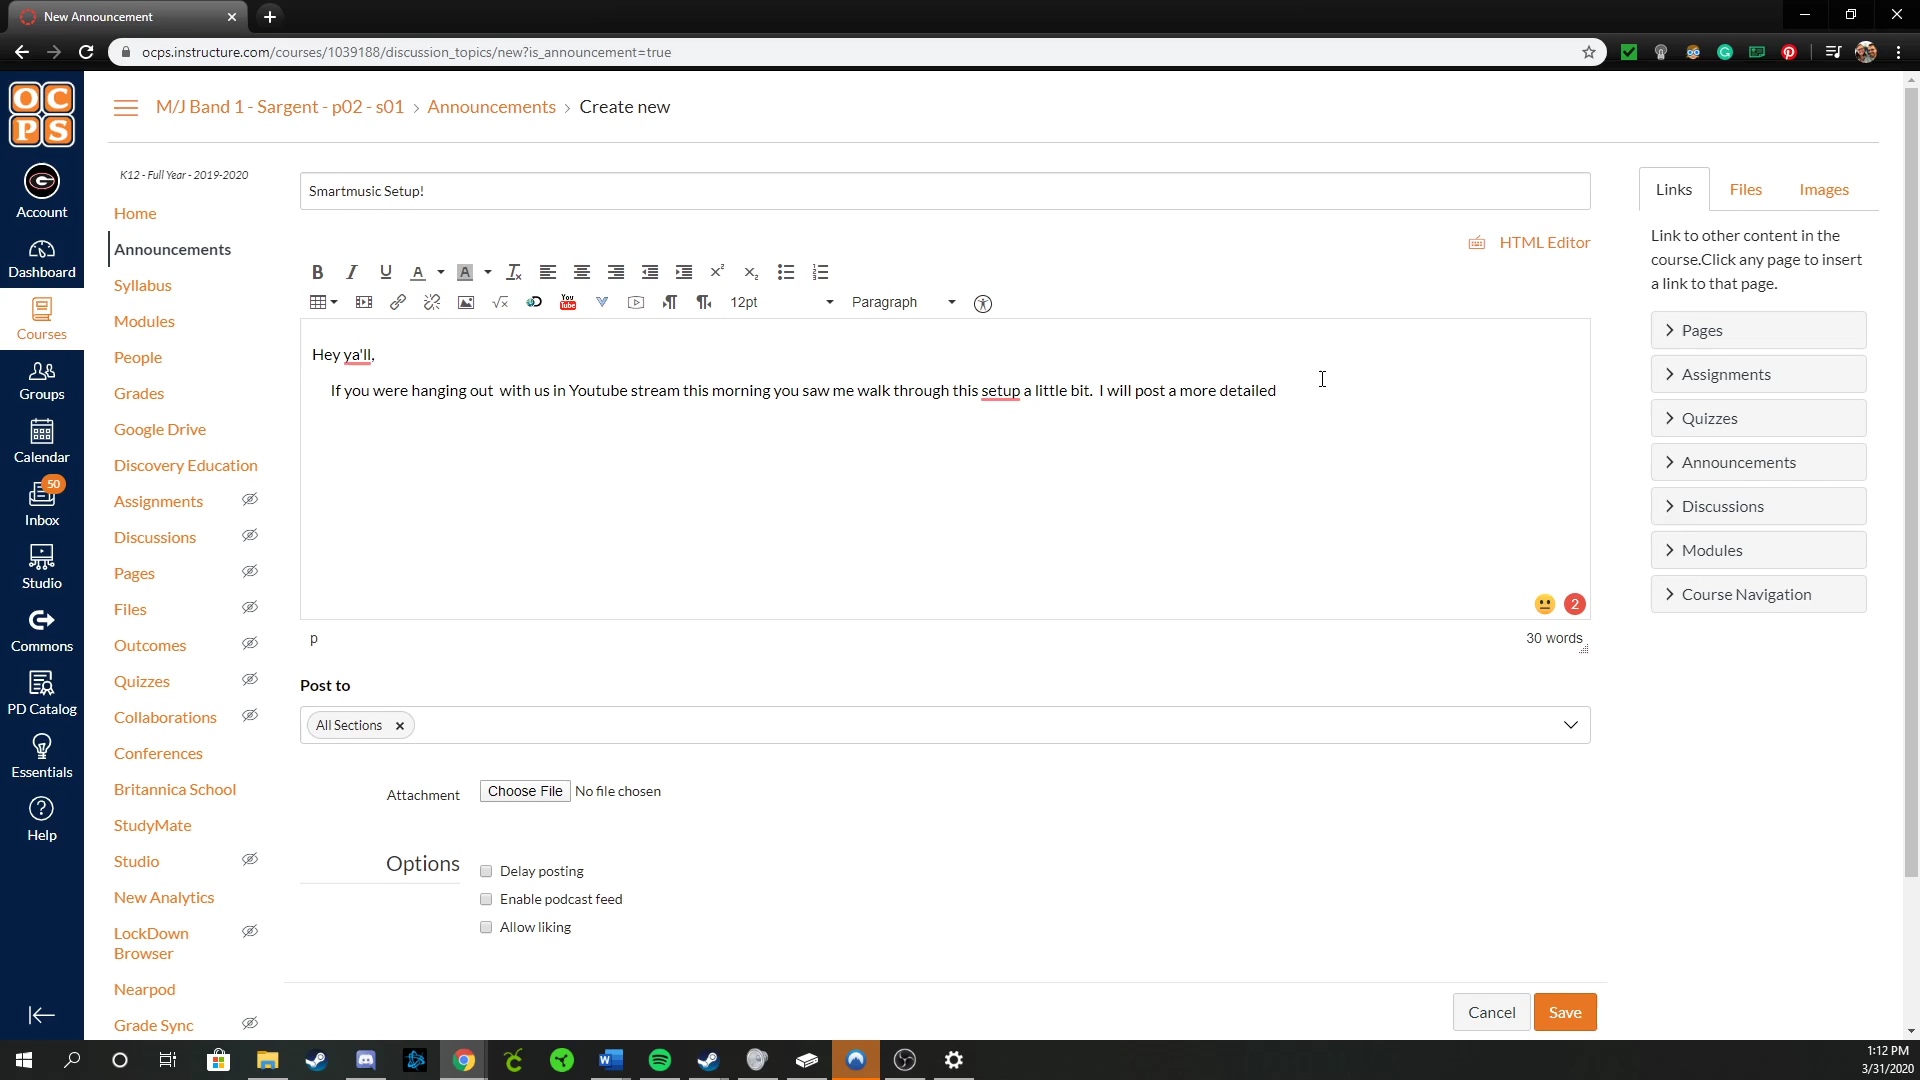 New Announcement
ocps.instructure.com/courses/1039188/discussion_topics/new?is_announcement=true
OC
PS
Account
Dashboard
Courses
Groups
Calendar
50
Inbox
Studio
Commons
PD Catalog
Essentials
Help
M/J Band 1 - Sargent - p02 - s01 > Announcements > Create new
K12 - Full Year - 2019-2020
Home
Announcements
Syllabus
Modules
People
Grades
Google Drive
Discovery Education
Assignments
Discussions
Pages
Files
Outcomes
Quizzes
Collaborations
Conferences
Britannica School
StudyMate
Studio
New Analytics
LockDown
Browser
Nearpod
Grade Sync
Smartmusic Setup!
HTML Editor
12pt Paragraph
Hey ya'll,
If you were hanging out  with us in Youtube stream this morning you saw me walk through this setup a little bit.  I will post a more detailed
2
p
30 words
Post to
All Sections
Attachment Choose File No file chosen
Options
Delay posting
Enable podcast feed
Allow liking
Cancel Save
Links Files Images
Link to other content in the
course.Click any page to insert
a link to that page.
Pages
Assignments
Quizzes
Announcements
Discussions
Modules
Course Navigation
1:12 PM
3/31/2020